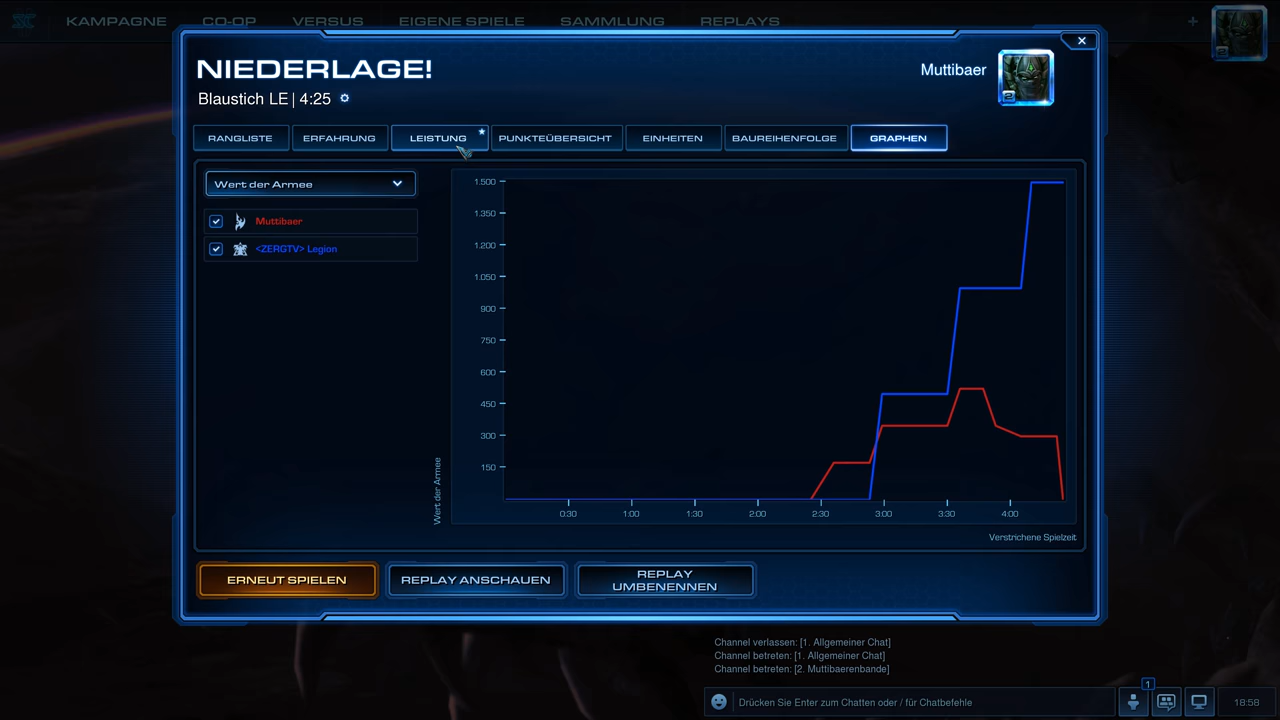 KAMPAGNE CO-OP VERSUS EIGENE SPIELE SAMMLUNG REPLAYS
NIEDERLAGE!
Muttibaer
Blaustich LE | 4:25
RANGLISTE ERFAHRUNG LEISTUNG PUNKTEÜBERSICHT EINHEITEN BAUREIHENFOLGE GRAPHEN
Wert der Armee
Muttibaer
<ZERGTV> Legion
1.500
1.350
1.200
1.050
900
750
600
450
300
150
Wert der Armee
0:30 1:00 1:30 2:00 2:30 3:00 3:30 4:00
Verstrichene Spielzeit
ERNEUT SPIELEN
REPLAY ANSCHAUEN
REPLAY
UMBENENNEN
Channel verlassen: [1. Allgemeiner Chat]
Channel betreten: [1. Allgemeiner Chat]
Channel betreten: [2. Muttibaerenbande]
1
Drücken Sie Enter zum Chatten oder / für Chatbefehle
18:58